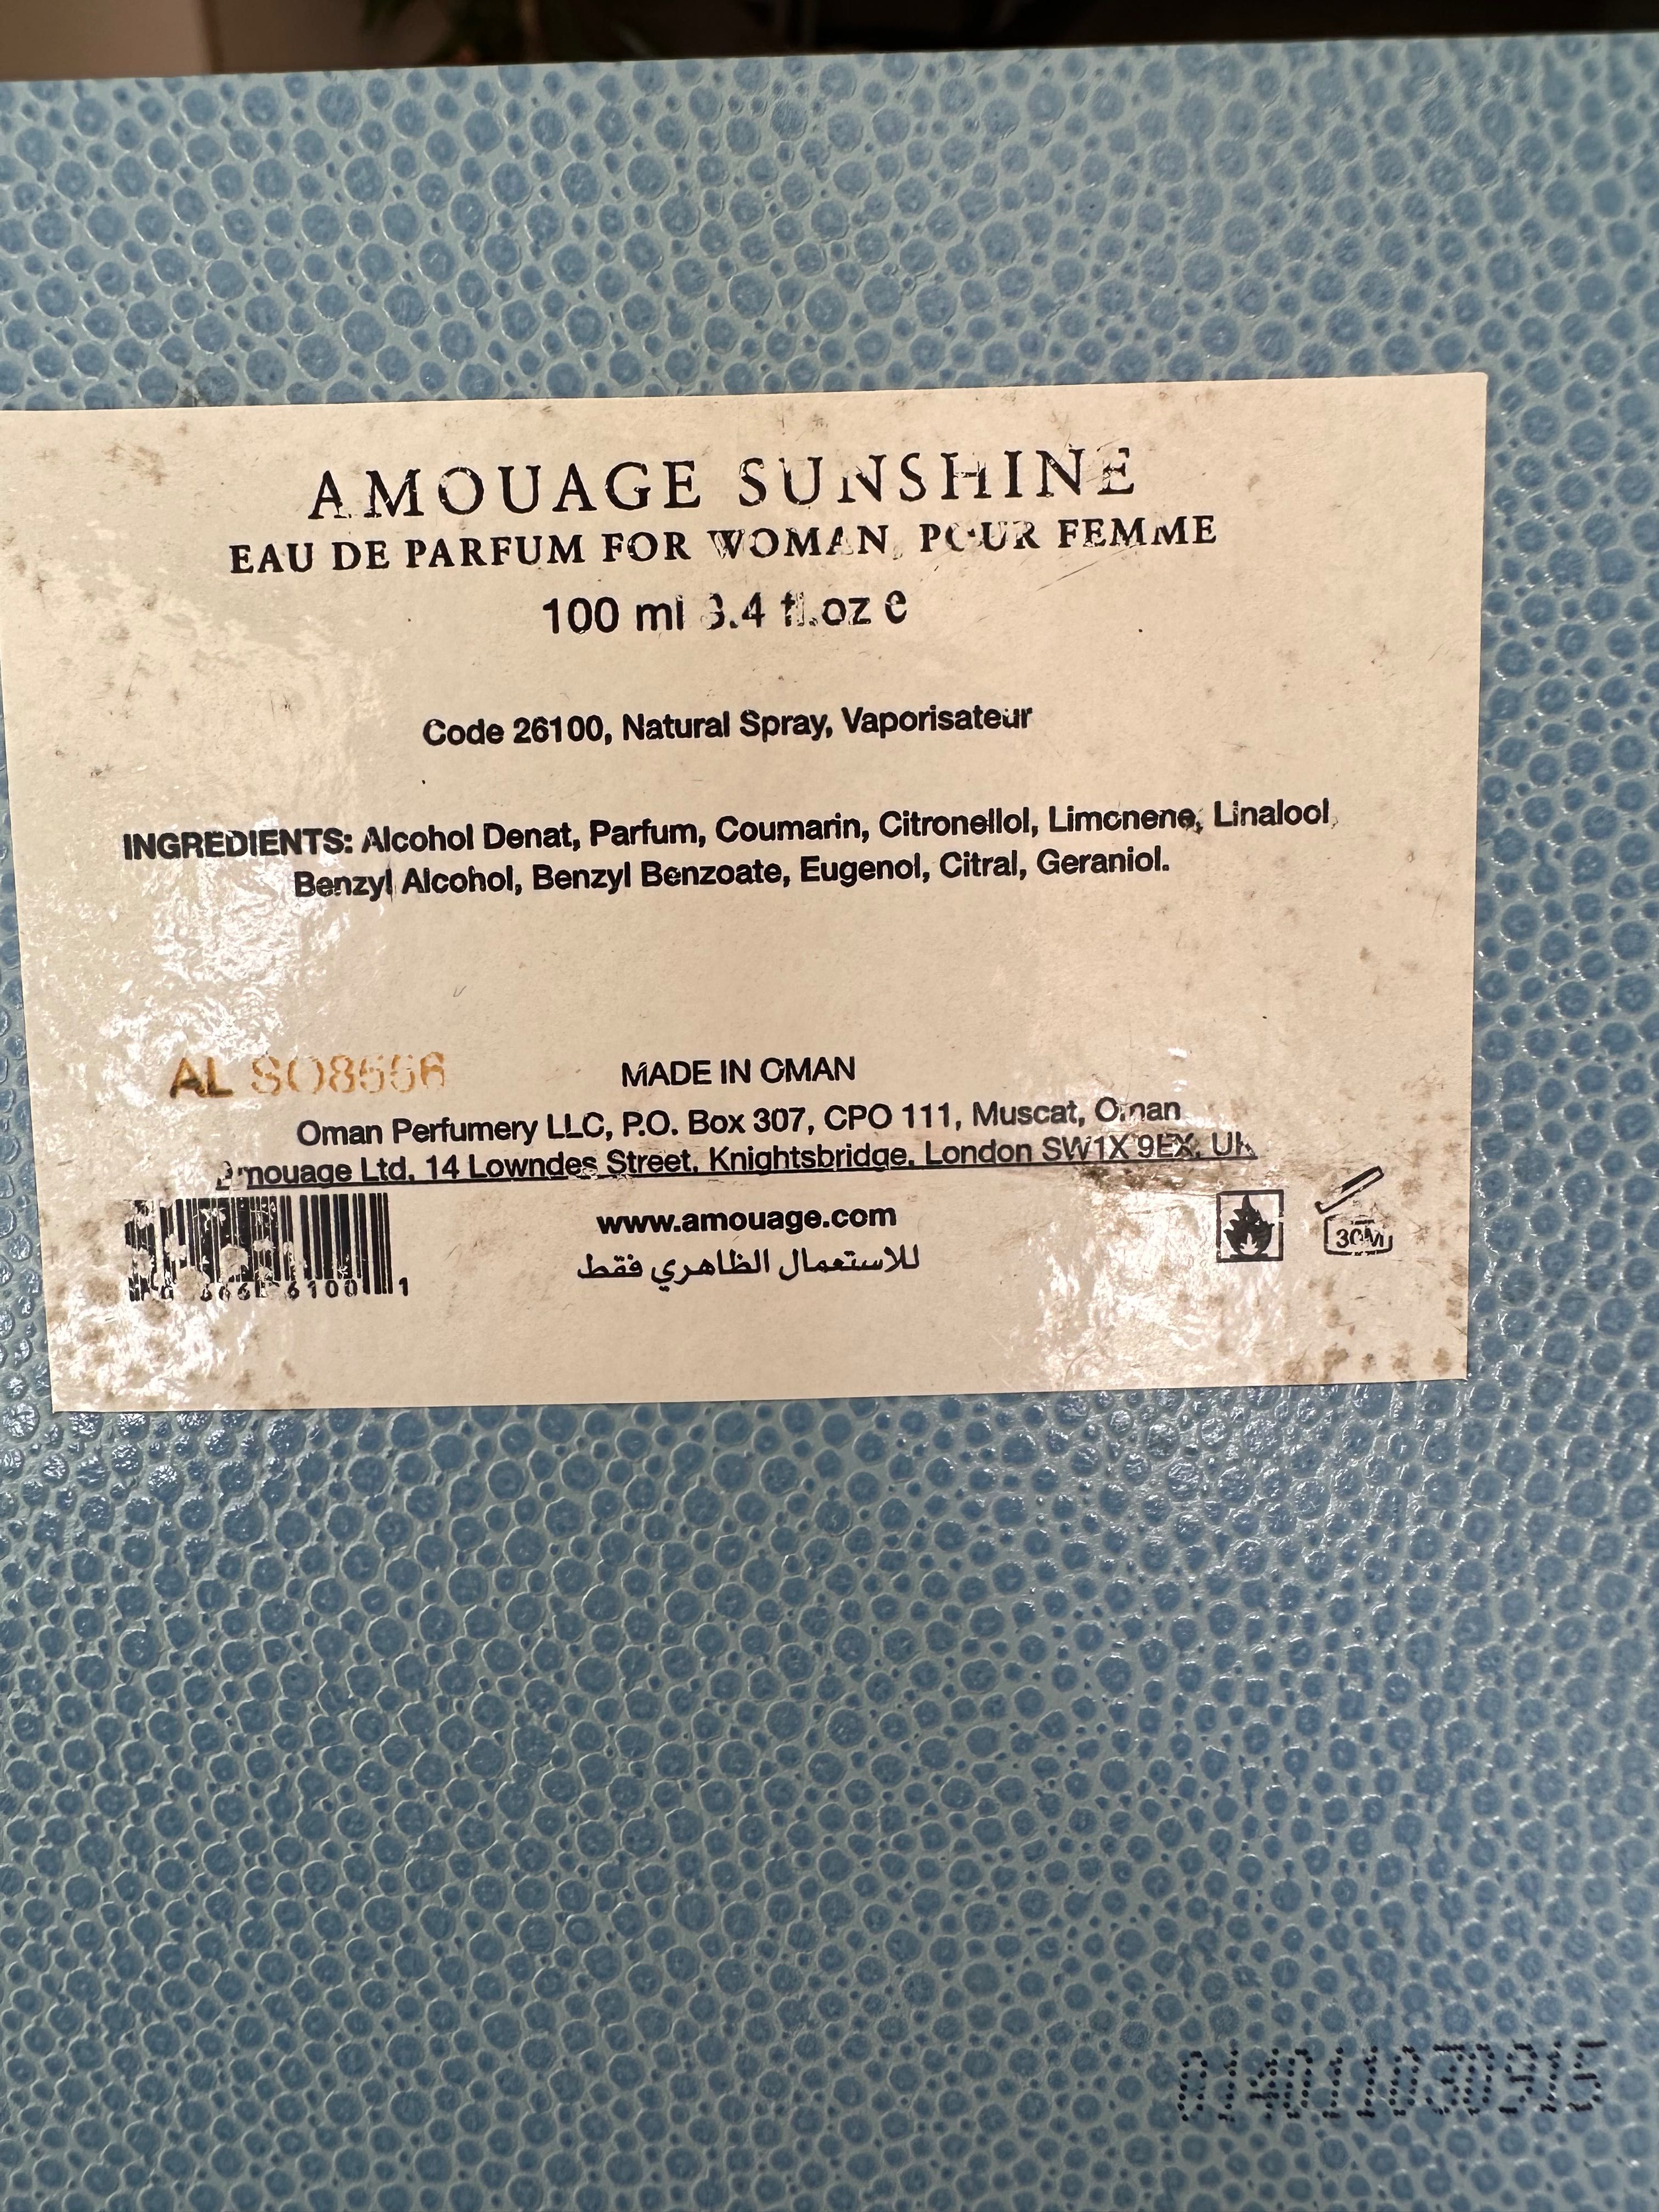 AMOUAGE SUNSHINE
EAU DE PARFUM FOR WOMAN, POUR FEMME
100 ml 3.4 fl.oz e
Code 26100, Natural Spray, Vaporisateur
INGREDIENTS: Alcohol Denat, Parfum, Coumarin, Citronellol, Limonene, Linalool,
Benzyl Alcohol, Benzyl Benzoate, Eugenol, Citral, Geraniol.
AL
MADE IN OMAN
Oman Perfumery LLC, P.O. Box 307, CPO 111, Muscat, Oman
Amouage Ltd, 14 Lowndes Street, Knightsbridge, London SW1X 9EX, UK
www.amouage.com
للاستعمال الظاهري فقط
30M